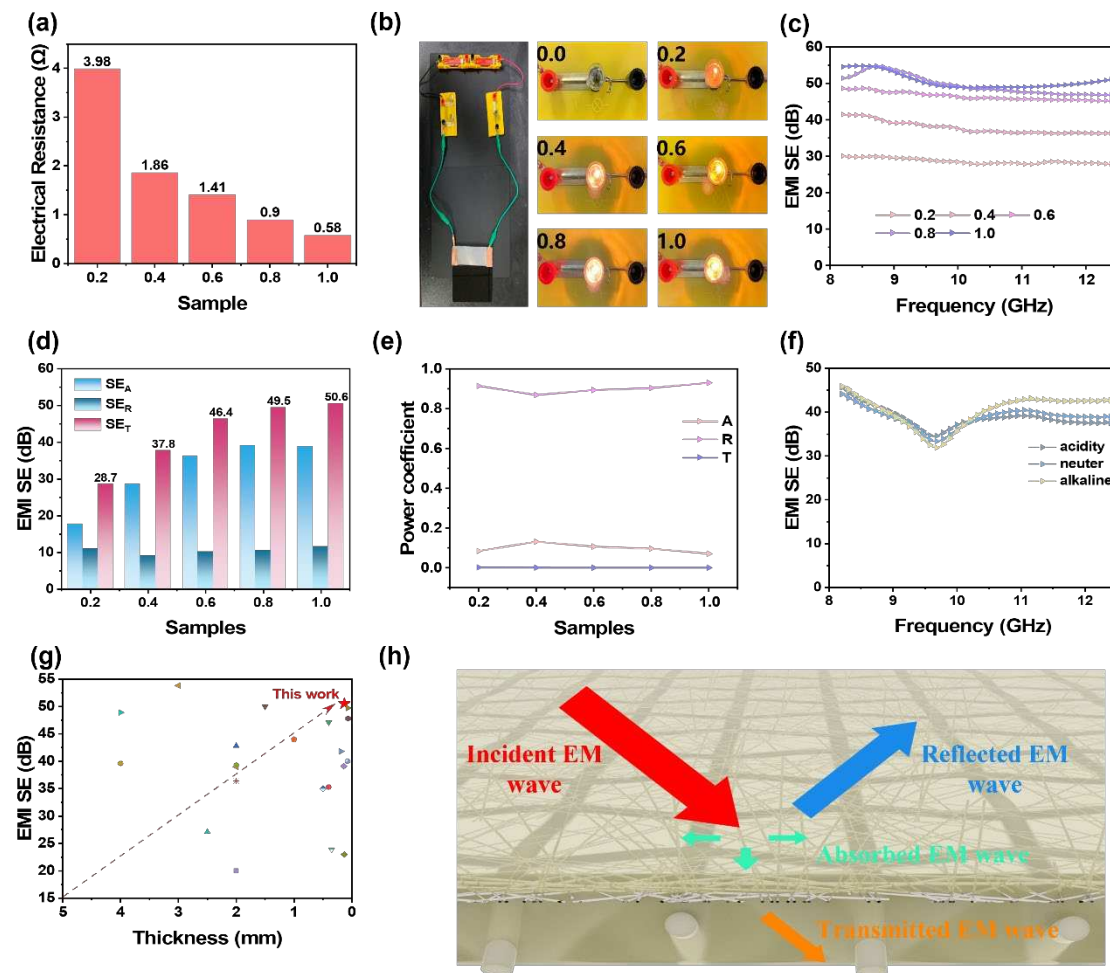 (a)
Electrical Resistance (Ω)
4
3
2
1
0
3.98
1.86
1.41
0.9
0.58
0.2 0.4 0.6 0.8 1.0
Sample
(b)
0.0
0.2
0.4
0.6
0.8
1.0
(c)
EMI SE (dB)
60
50
40
30
20
10
0
0.2 0.4 0.6
0.8 1.0
9 10 11 12
Frequency (GHz)
(d)
EMI SE (dB)
60
50
40
30
20
10
0
SE_A
SE_R
SE_T
28.7
37.8
46.4
49.5
50.6
0.2 0.4 0.6 0.8 1.0
Samples
(e)
Power coefficient
1.0
0.8
0.6
0.4
0.2
0.0
A
R
T
0.2 0.4 0.6 0.8 1.0
Samples
(f)
EMI SE (dB)
50
40
30
20
10
0
acidity
neuter
alkaline
8 9 10 11 12
Frequency (GHz)
(g)
EMI SE (dB)
55
50
45
40
35
30
25
20
15
This work
5 4 3 2 1 0
Thickness (mm)
(h)
Incident EM
wave
Reflected EM
wave
Absorbed EM wave
Transmitted EM wave